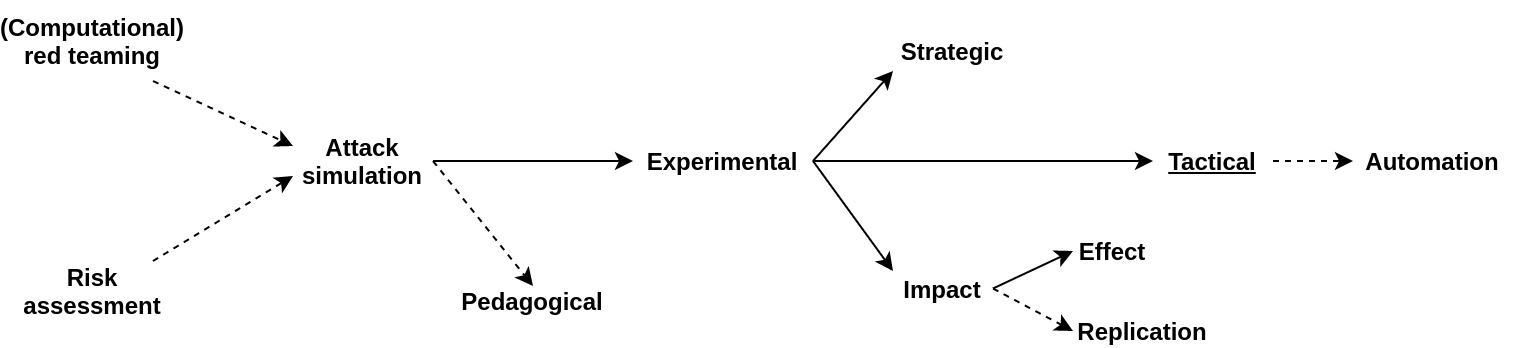 (Computational)
red teaming
Risk
assessment
Attack
simulation
Experimental
Pedagogical
Strategic
Tactical
Automation
Impact
Effect
Replication